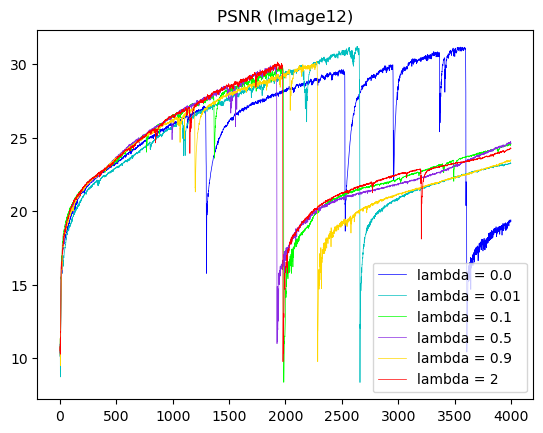 PSNR (Image12)
30
25
20
15
10
0
500
1000
1500
2000
2500
3000
3500
4000
lambda = 0.0
lambda = 0.01
lambda = 0.1
lambda = 0.5
lambda = 0.9
lambda = 2